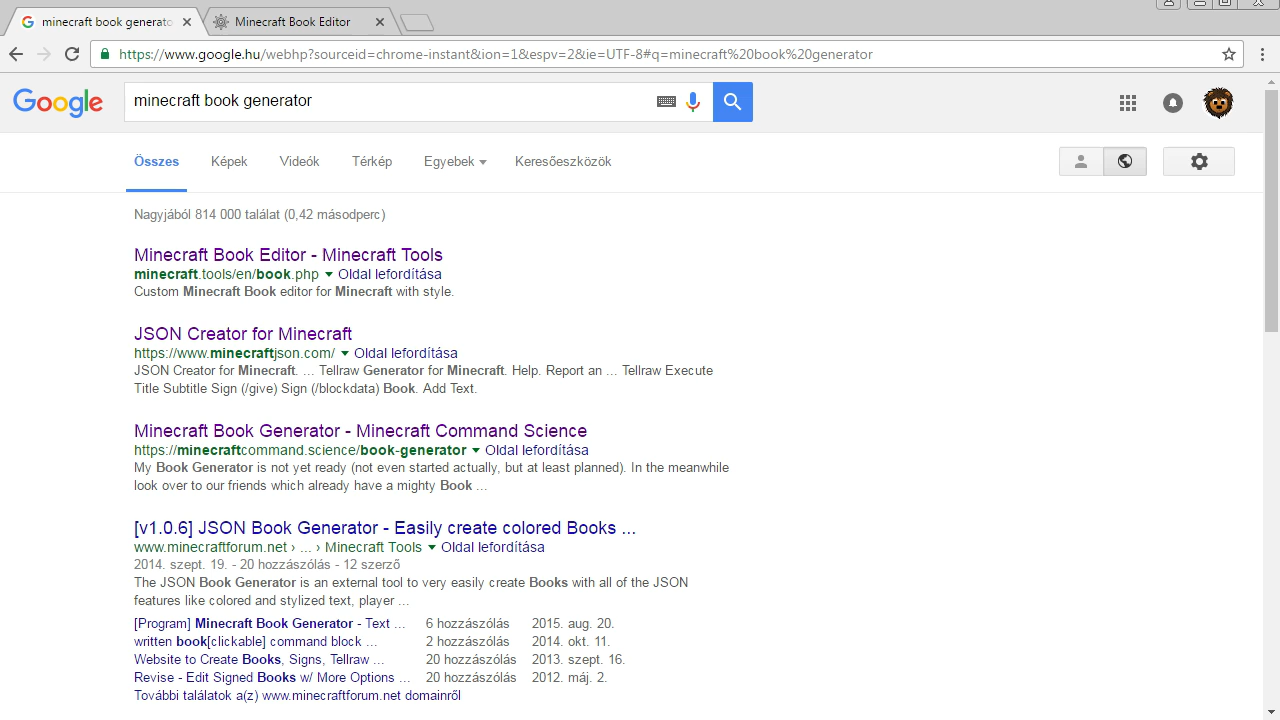 minecraft book generato
Minecraft Book Editor
https://www.google.hu/webhp?sourceid=chrome-instant&ion=1&espv=2&ie=UTF-8#q=minecraft%20book%20generator
Google
minecraft book generator
Összes Képek Videók Térkép Egyebek Keresőeszközök
Nagyjából 814 000 találat (0,42 másodperc)
Minecraft Book Editor - Minecraft Tools
minecraft.tools/en/book.php Oldal lefordítása
Custom Minecraft Book editor for Minecraft with style.
JSON Creator for Minecraft
https://www.minecraftjson.com/ Oldal lefordítása
JSON Creator for Minecraft. ... Tellraw Generator for Minecraft. Help. Report an ... Tellraw Execute
Title Subtitle Sign (/give) Sign (/blockdata) Book. Add Text.
Minecraft Book Generator - Minecraft Command Science
https://minecraftcommand.science/book-generator Oldal lefordítása
My Book Generator is not yet ready (not even started actually, but at least planned). In the meanwhile
look over to our friends which already have a mighty Book ...
[v1.0.6] JSON Book Generator - Easily create colored Books ...
www.minecraftforum.net › ... › Minecraft Tools Oldal lefordítása
2014. szept. 19. - 20 hozzászólás - 12 szerző
The JSON Book Generator is an external tool to very easily create Books with all of the JSON
features like colored and stylized text, player ...
[Program] Minecraft Book Generator - Text ... 6 hozzászólás 2015. aug. 20.
written book[clickable] command block ... 2 hozzászólás 2014. okt. 11.
Website to Create Books, Signs, Tellraw ... 20 hozzászólás 2013. szept. 16.
Revise - Edit Signed Books w/ More Options ... 20 hozzászólás 2012. máj. 2.
További találatok a(z) www.minecraftforum.net domainről